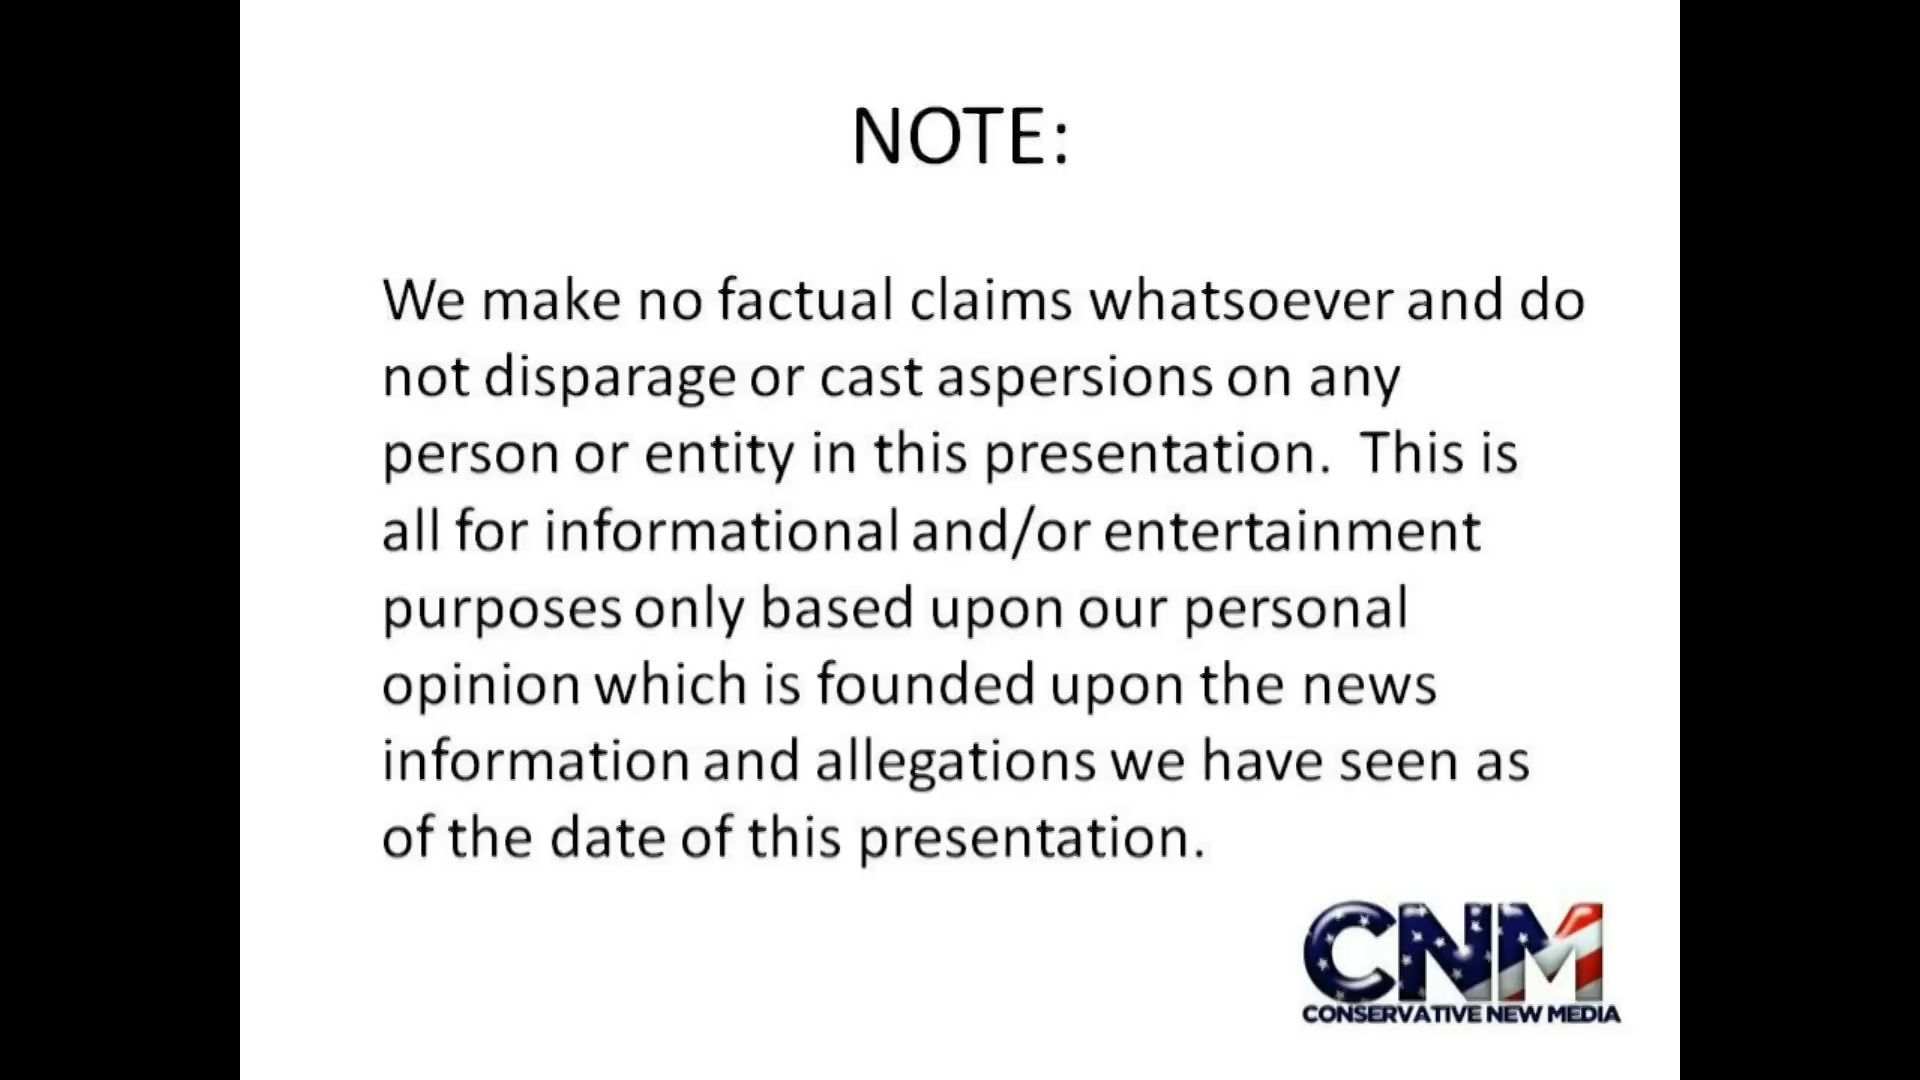 NOTE:
We make no factual claims whatsoever and do
not disparage or cast aspersions on any
person or entity in this presentation.  This is
all for informational and/or entertainment
purposes only based upon our personal
opinion which is founded upon the news
information and allegations we have seen as
of the date of this presentation.
CNM
CONSERVATIVE NEW MEDIA